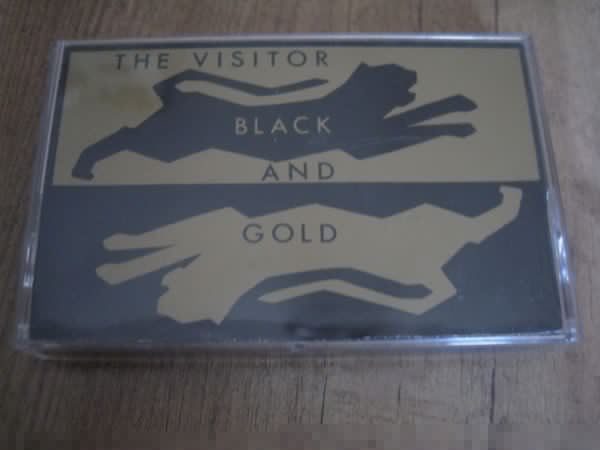 THE VISITOR
BLACK
AND
GOLD